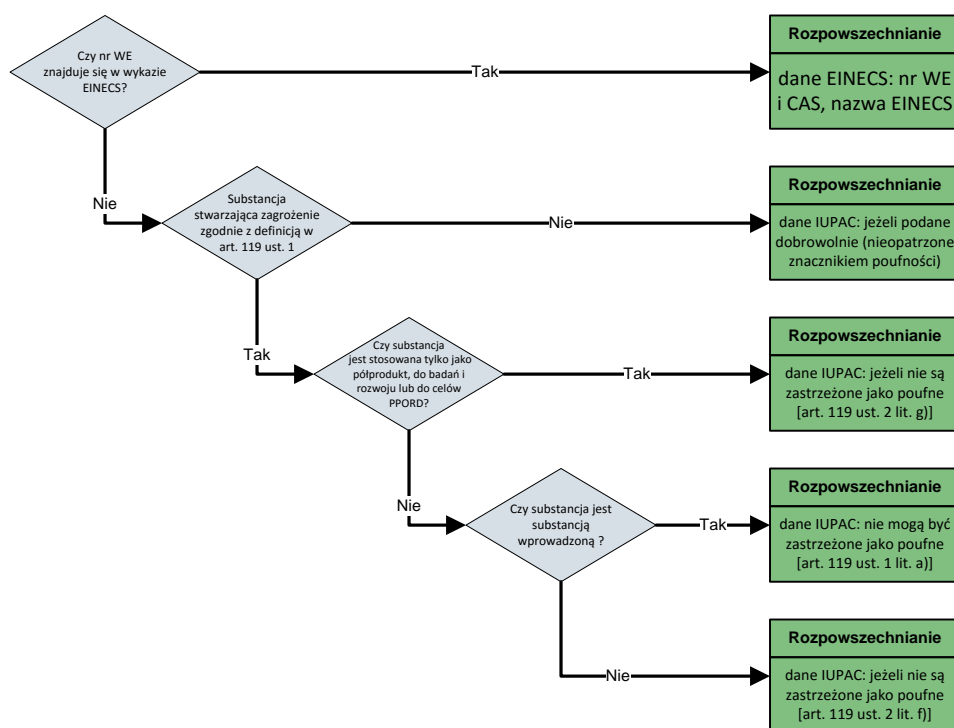 Czy nr WE
znajduje się w wykazie
EINECS?
Tak
Rozpowszechnianie
dane EINECS: nr WE
i CAS, nazwa EINECS
Nie
Substancja
stwarzająca zagrożenie
zgodnie z definicją w
art. 119 ust. 1
Nie
Rozpowszechnianie
dane IUPAC: jeżeli podane
dobrowolnie (nieopatrzone
znacznikiem poufności)
Tak
Czy substancja
jest stosowana tylko jako
półprodukt, do badań i
rozwoju lub do celów
PPORD?
Tak
Rozpowszechnianie
dane IUPAC: jeżeli nie są
zastrzeżone jako poufne
[art. 119 ust. 2 lit. g)]
Nie
Czy substancja jest
substancją
wprowadzoną ?
Tak
Rozpowszechnianie
dane IUPAC: nie mogą być
zastrzeżone jako poufne
[art. 119 ust. 1 lit. a)]
Nie
Rozpowszechnianie
dane IUPAC: jeżeli nie są
zastrzeżone jako poufne
[art. 119 ust. 2 lit. f)]